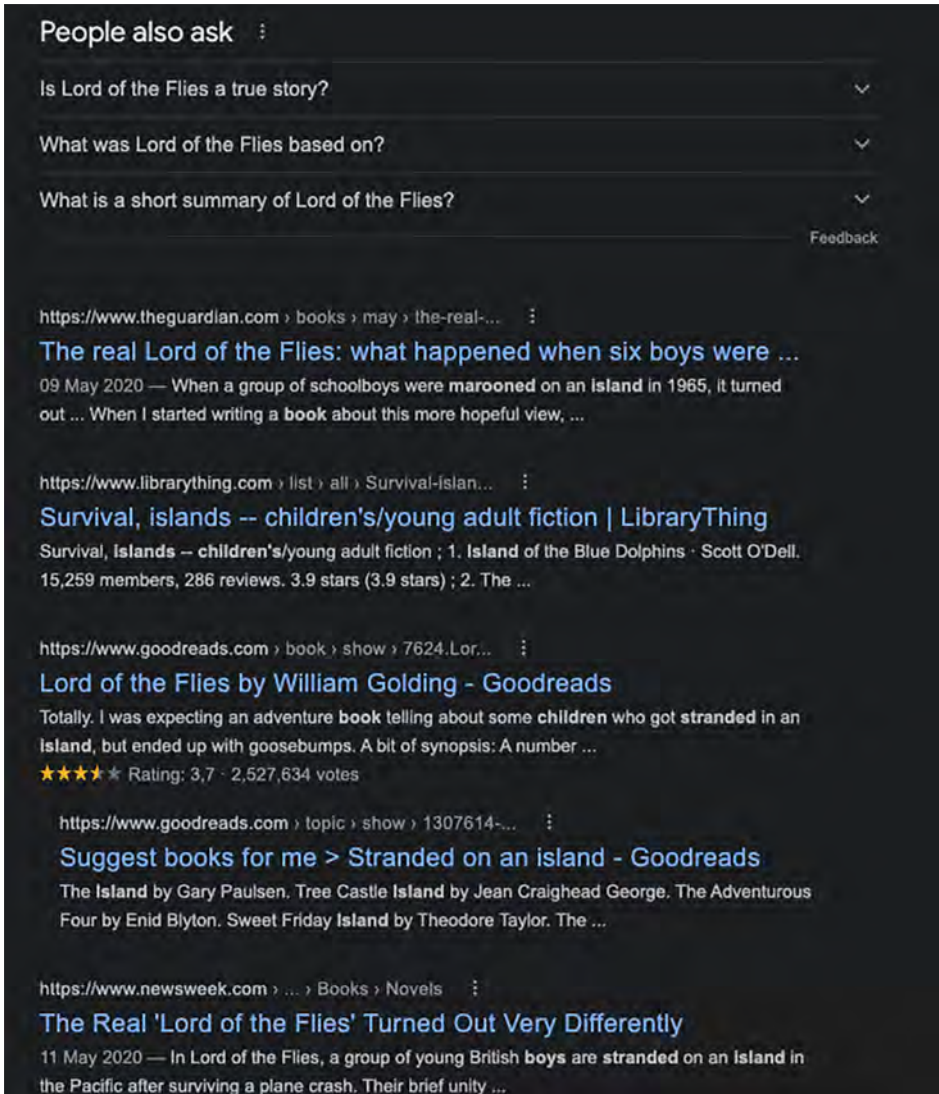 People also ask
Is Lord of the Flies a true story?
What was Lord of the Flies based on?
What is a short summary of Lord of the Flies?
Feedback
https://www.theguardian.com › books › may › the-real-...
The real Lord of the Flies: what happened when six boys were ...
09 May 2020 — When a group of schoolboys were marooned on an island in 1965, it turned
out ... When I started writing a book about this more hopeful view, ...
https://www.librarything.com › list › all › Survival-islan...
Survival, islands -- children's/young adult fiction | LibraryThing
Survival, islands -- children's/young adult fiction ; 1. Island of the Blue Dolphins · Scott O'Dell.
15,259 members, 286 reviews. 3.9 stars (3.9 stars) ; 2. The ...
https://www.goodreads.com › book › show › 7624.Lor...
Lord of the Flies by William Golding - Goodreads
Totally. I was expecting an adventure book telling about some children who got stranded in an
island, but ended up with goosebumps. A bit of synopsis: A number ...
Rating: 3,7 · 2,527,634 votes
https://www.goodreads.com › topic › show › 1307614-...
Suggest books for me > Stranded on an island - Goodreads
The Island by Gary Paulsen. Tree Castle Island by Jean Craighead George. The Adventurous
Four by Enid Blyton. Sweet Friday Island by Theodore Taylor. The ...
https://www.newsweek.com › ... › Books › Novels
The Real 'Lord of the Flies' Turned Out Very Differently
11 May 2020 — In Lord of the Flies, a group of young British boys are stranded on an island in
the Pacific after surviving a plane crash. Their brief unity ...